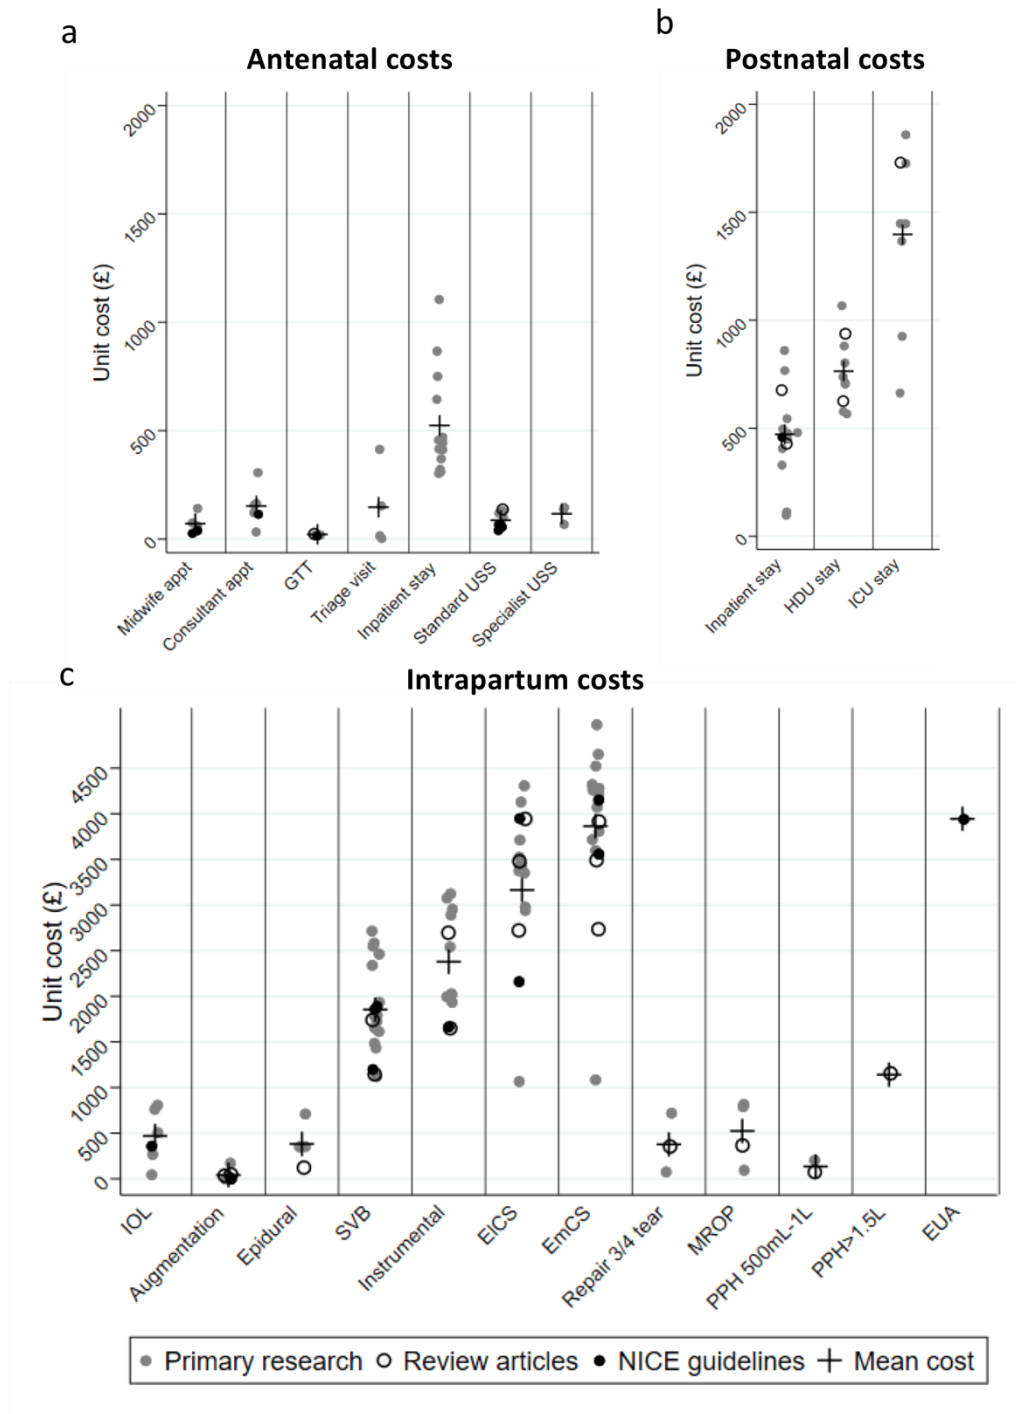 a
Antenatal costs
Unit cost (£)
2000
1500
1000
500
0
Midwife appt
Consultant appt
GTT
Triage visit
Inpatient stay
Standard USS
Specialist USS
b
Postnatal costs
Unit cost (£)
2000
1500
1000
500
0
Inpatient stay
HDU stay
ICU stay
c
Intrapartum costs
Unit cost (£)
4500
4000
3500
3000
2500
2000
1500
1000
500
0
IOL
Augmentation
Epidural
SVB
Instrumental
ElCS
EmCS
Repair 3/4 tear
MROP
PPH 500mL-1L
PPH>1.5L
EUA
Primary research
Review articles
NICE guidelines
Mean cost